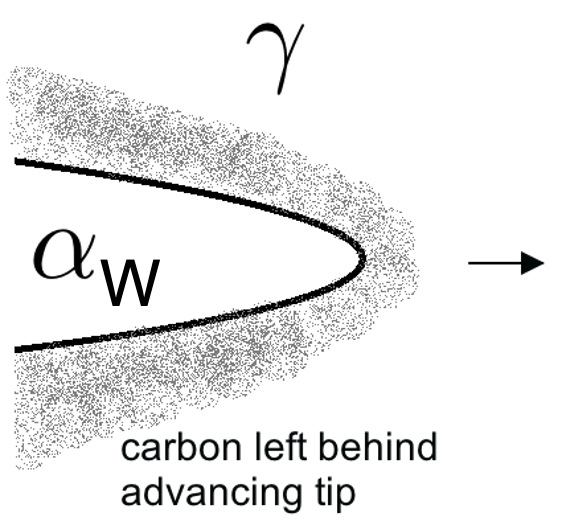 γ
α_W
carbon left behind
advancing tip